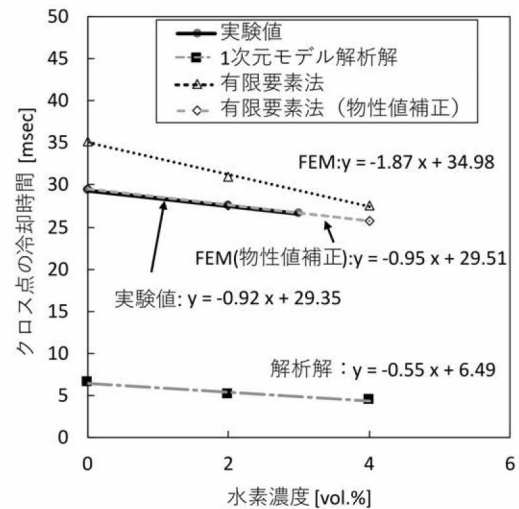 50
45
40
35
30
25
20
15
10
5
0
クロス点の冷却時間 [msec]
実験値
1次元モデル解析解
有限要素法
有限要素法（物性値補正）
FEM:y = -1.87 x + 34.98
FEM(物性値補正):y = -0.95 x + 29.51
実験値: y = -0.92 x + 29.35
解析解：y = -0.55 x + 6.49
0 2 4 6
水素濃度 [vol.%]